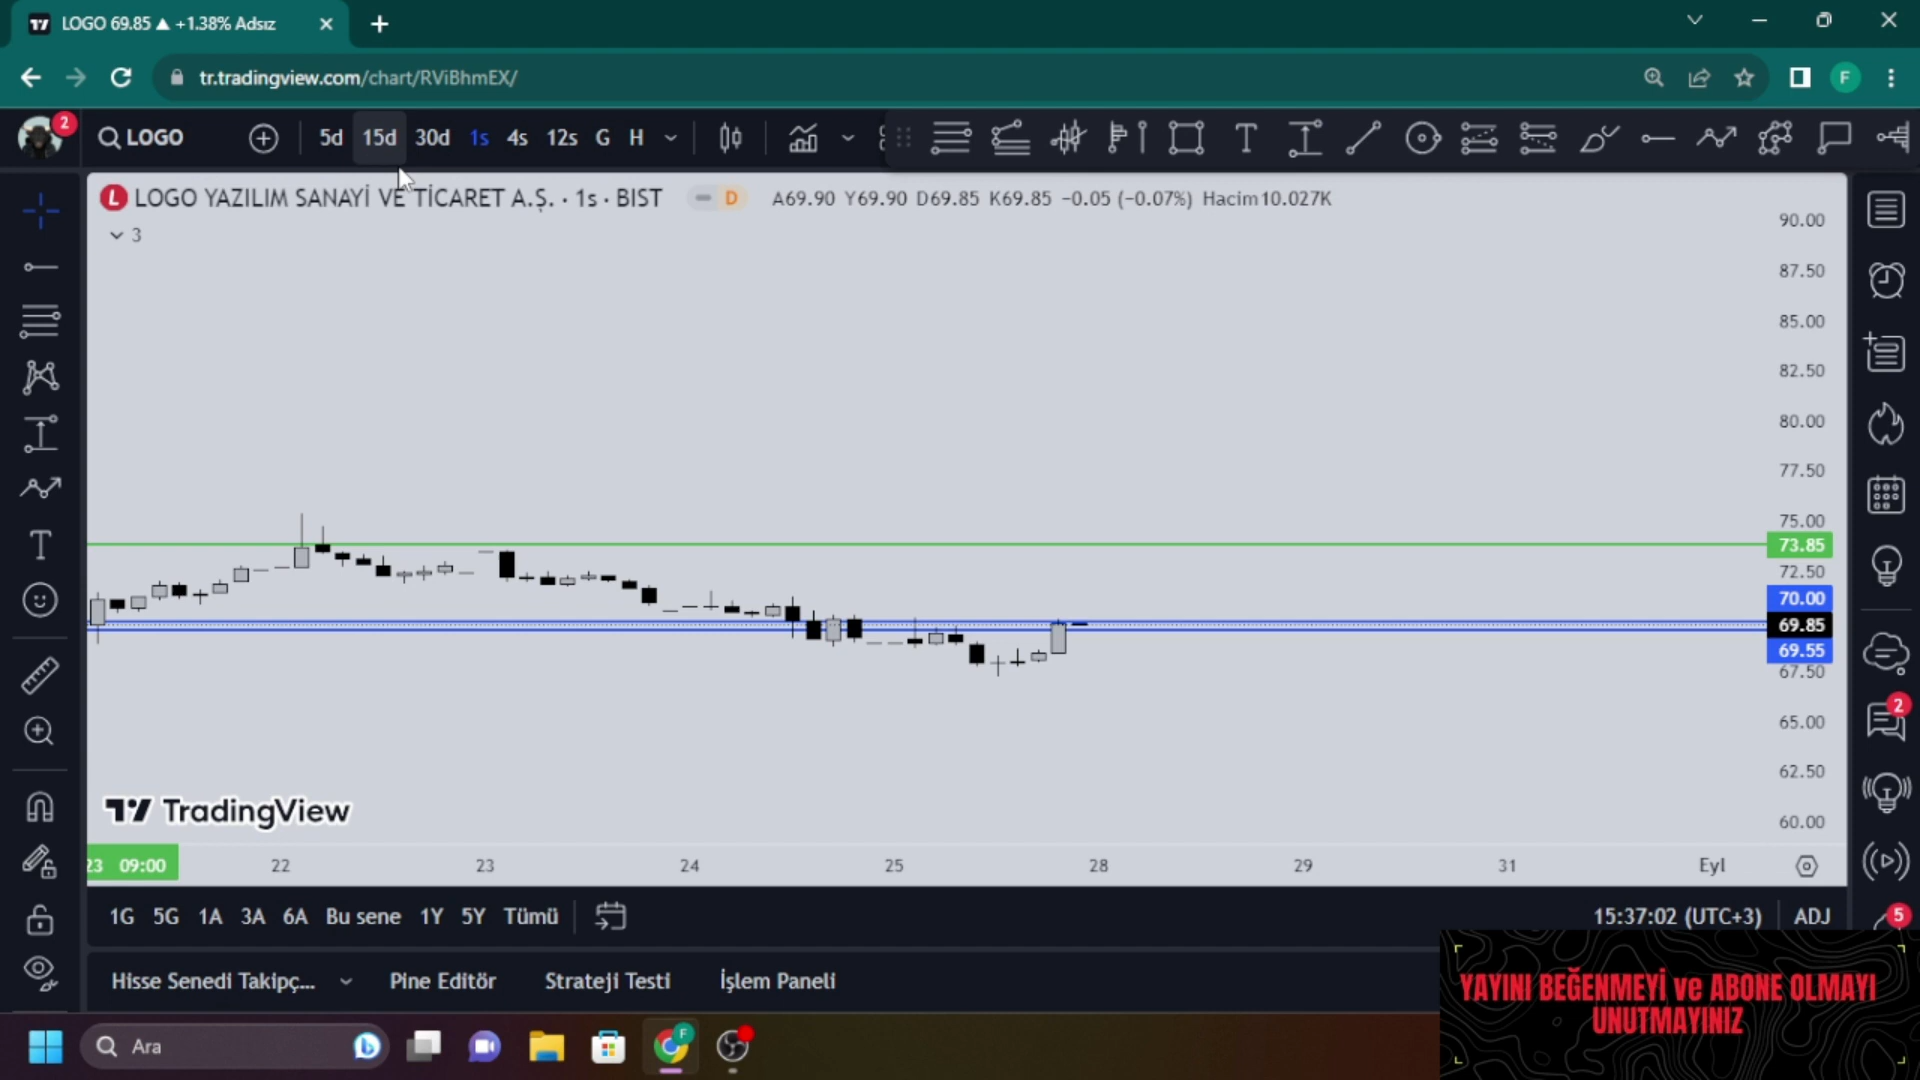 LOGO 69.85 ▲ +1.38% Adsız
tr.tradingview.com/chart/RViBhmEX/
F
2
LOGO
5d 15d 30d 1s 4s 12s G H
L LOGO YAZILIM SANAYİ VE TİCARET A.Ş. · 1s · BIST
D
A69.90 Y69.90 D69.85 K69.85 −0.05 (−0.07%) Hacim10.027K
3
90.00
87.50
85.00
82.50
80.00
77.50
75.00
73.85
72.50
70.00
69.85
69.55
67.50
65.00
62.50
60.00
2
TradingView
23 09:00 22 23 24 25 28 29 31 Eyl
1G 5G 1A 3A 6A Bu sene 1Y 5Y Tümü
15:37:02 (UTC+3) ADJ
5
Hisse Senedi Takipç... Pine Editör Strateji Testi İşlem Paneli
YAYINI BEĞENMEYİ ve ABONE OLMAYI
UNUTMAYINIZ
Ara
F